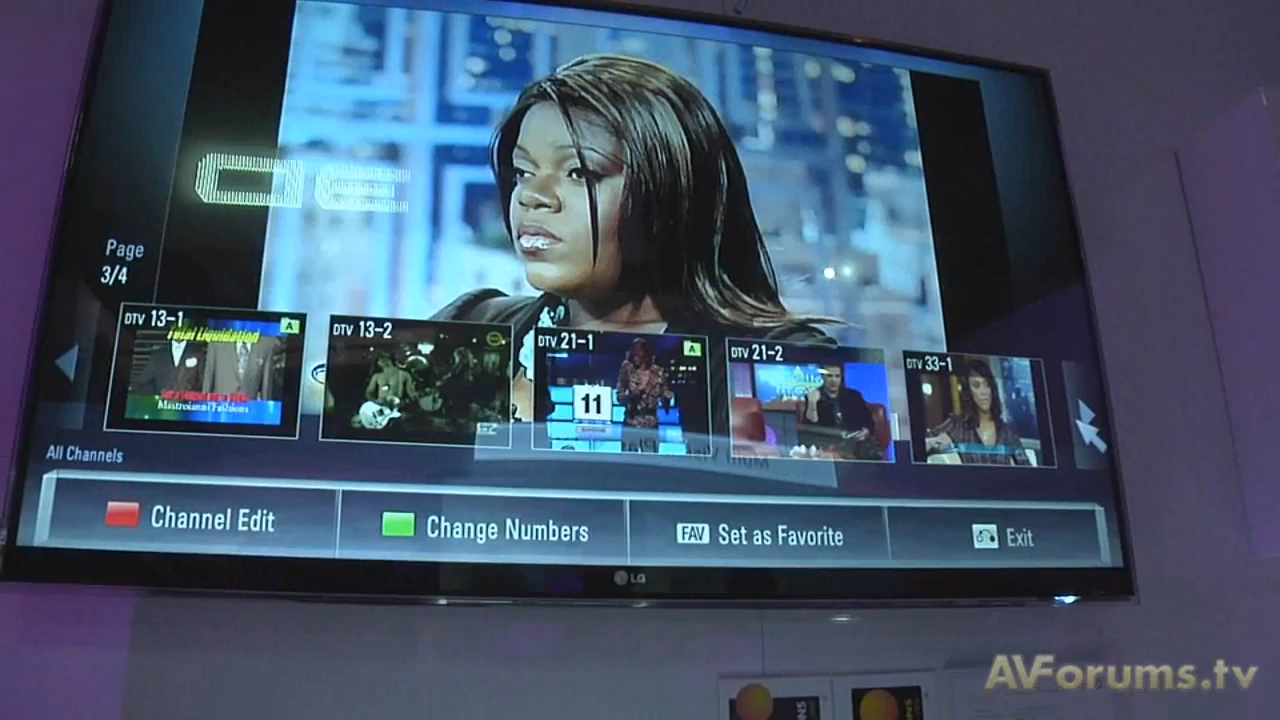 Page
3/4
DTV 13-1
A
Total Liquidation
Mastroianni Fashions
DTV 13-2
DTV 21-1
A
11
DTV 21-2
DTV 33-1
All Channels
Channel Edit
Change Numbers
FAV Set as Favorite
Exit
LG
AVForums.tv